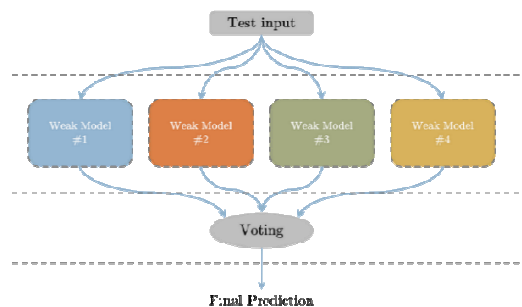 Test input
Weak Model
#1
Weak Model
#2
Weak Model
#3
Weak Model
#4
Voting
Final Prediction